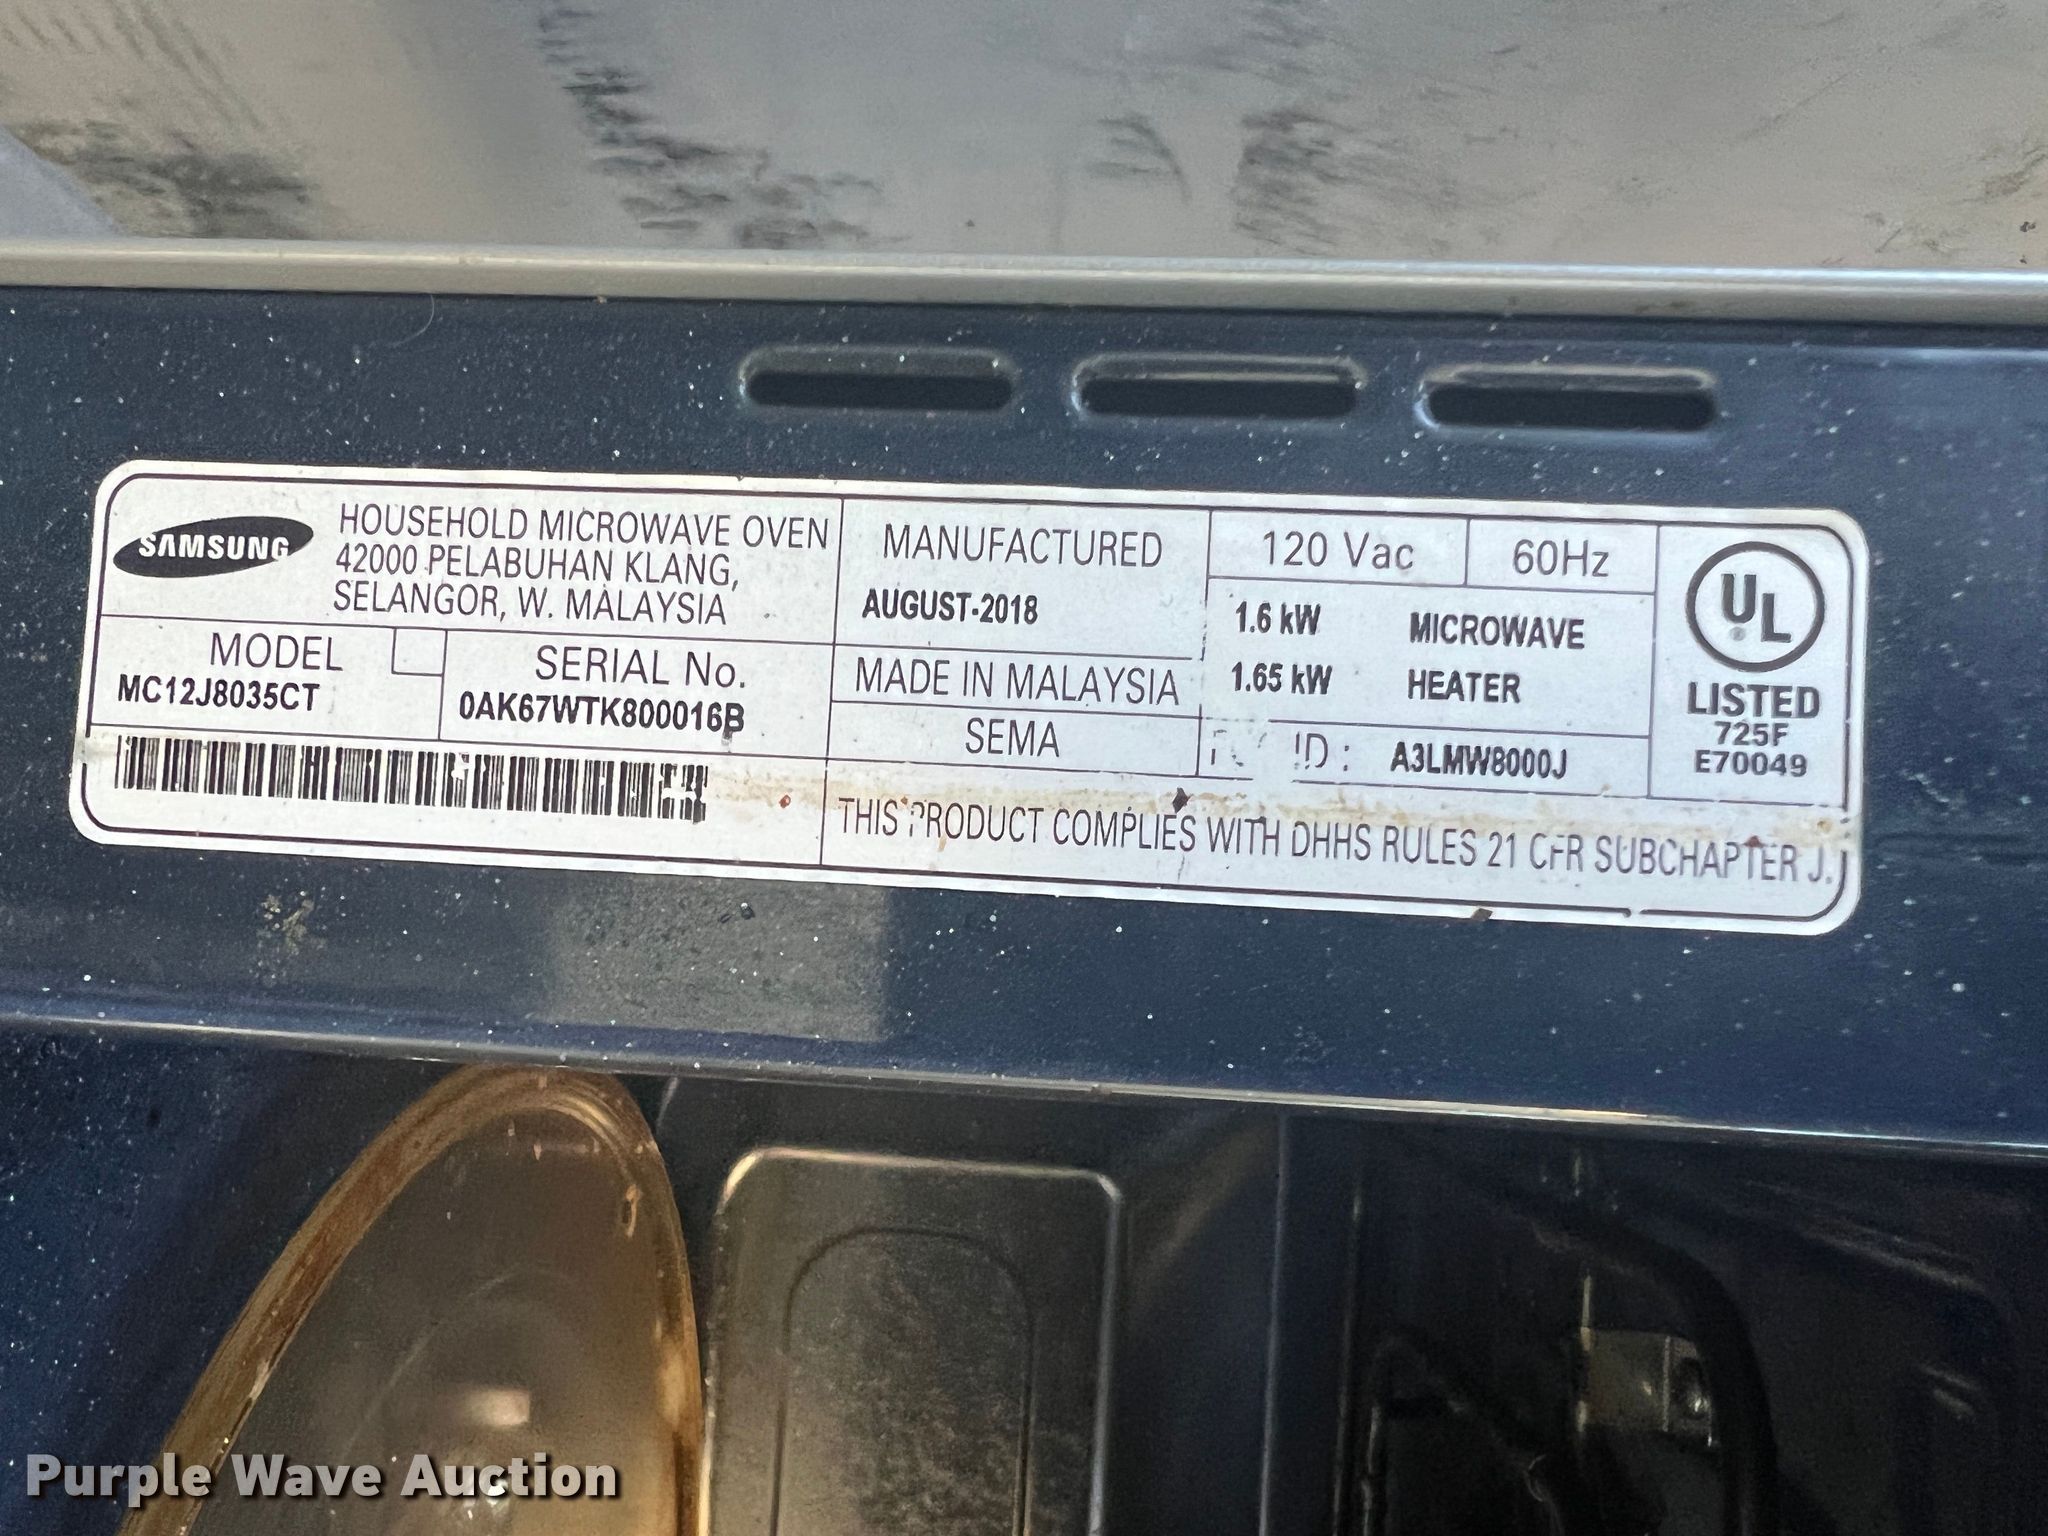 SAMSUNG
HOUSEHOLD MICROWAVE OVEN
42000 PELABUHAN KLANG,
SELANGOR, W. MALAYSIA
MODEL
MC12J8035CT
SERIAL No.
0AK67WTK800016B
MANUFACTURED
AUGUST-2018
MADE IN MALAYSIA
SEMA
120 Vac
60Hz
1.6 kW MICROWAVE
1.65 kW HEATER
ID : A3LMW8000J
UL
LISTED
725F
E70049
THIS PRODUCT COMPLIES WITH DHHS RULES 21 CFR SUBCHAPTER J.
Purple Wave Auction